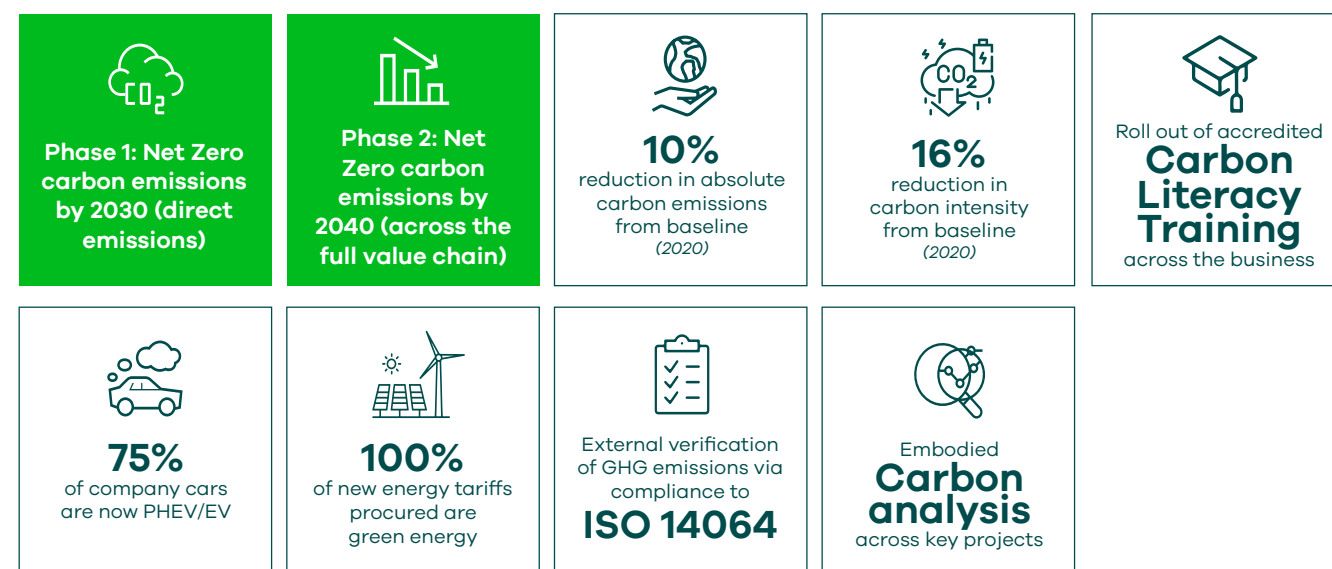 CO2
Phase 1: Net Zero
carbon emissions
by 2030 (direct
emissions)
Phase 2: Net
Zero carbon
emissions by
2040 (across the
full value chain)
10%
reduction in absolute
carbon emissions
from baseline
(2020)
CO2
16%
reduction in
carbon intensity
from baseline
(2020)
Roll out of accredited
Carbon
Literacy
Training
across the business
75%
of company cars
are now PHEV/EV
100%
of new energy tariffs
procured are
green energy
External verification
of GHG emissions via
compliance to
ISO 14064
Embodied
Carbon
analysis
across key projects